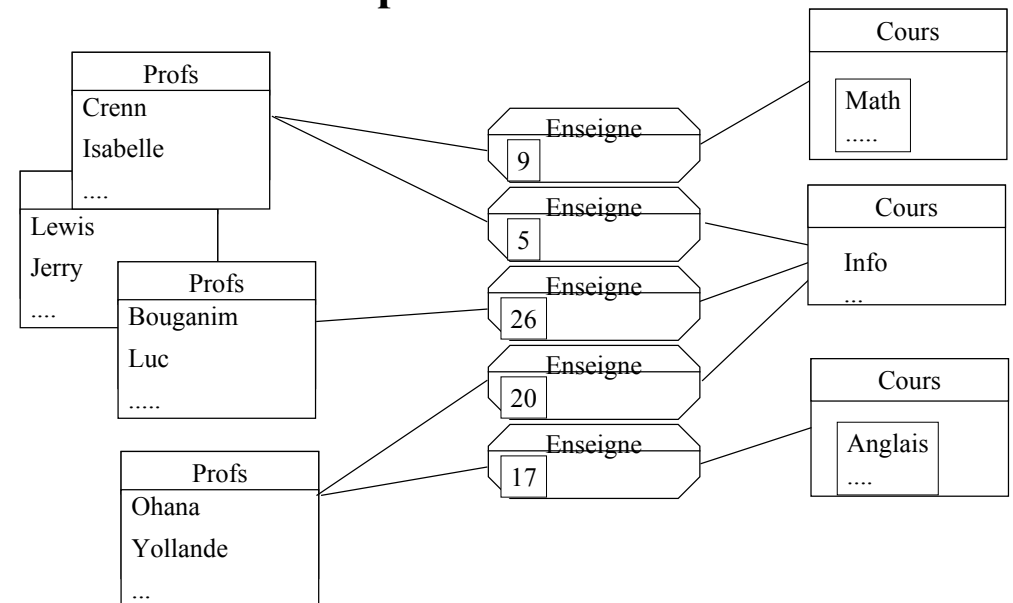 Profs
Crenn
Isabelle
....
Lewis
Jerry
....
Profs
Bouganim
Luc
.....
Profs
Ohana
Yollande
...
Enseigne
9
Enseigne
5
Enseigne
26
Enseigne
20
Enseigne
17
Cours
Math
.....
Cours
Info
...
Cours
Anglais
....